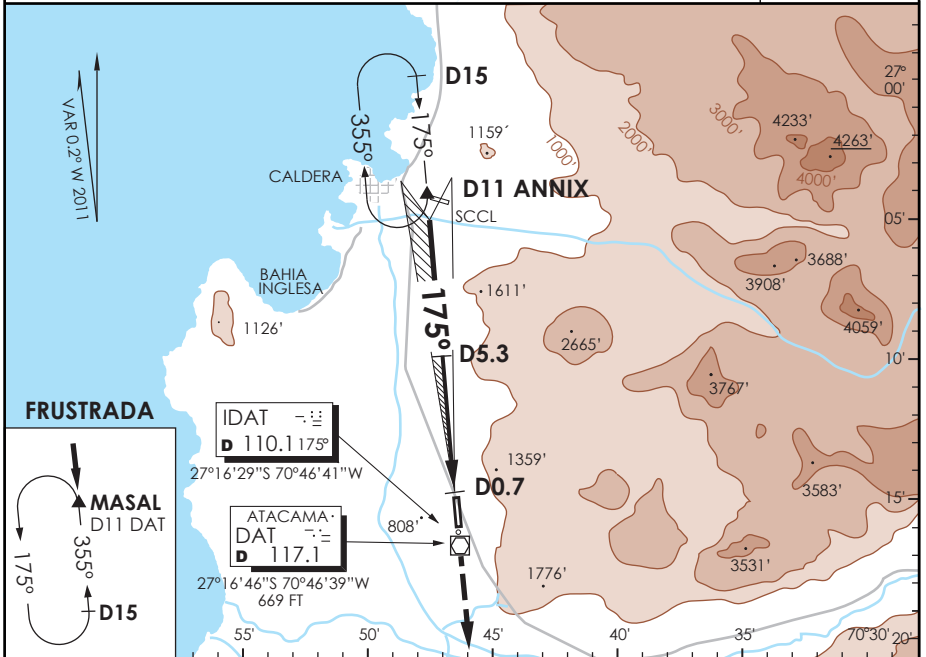 VAR 0.2° W 2011
D15
355°
175°
CALDERA
1159´
D11 ANNIX
SCCL
1000'
2000'
3000'
4233'
4263'
4000'
27°
00'
05'
BAHIA
INGLESA
1126'
175°
1611'
3688'
3908'
4059'
D5.3
2665'
10'
3767'
FRUSTRADA
MASAL
D11 DAT
175°
355°
D15
IDAT
D 110.1 175°
27°16'29"S 70°46'41"W
ATACAMA
DAT
D 117.1
27°16'46"S 70°46'39"W
669 FT
808'
1359'
D0.7
3583'
15'
3531'
1776'
55'
50'
45'
40'
35'
70°30'
20'